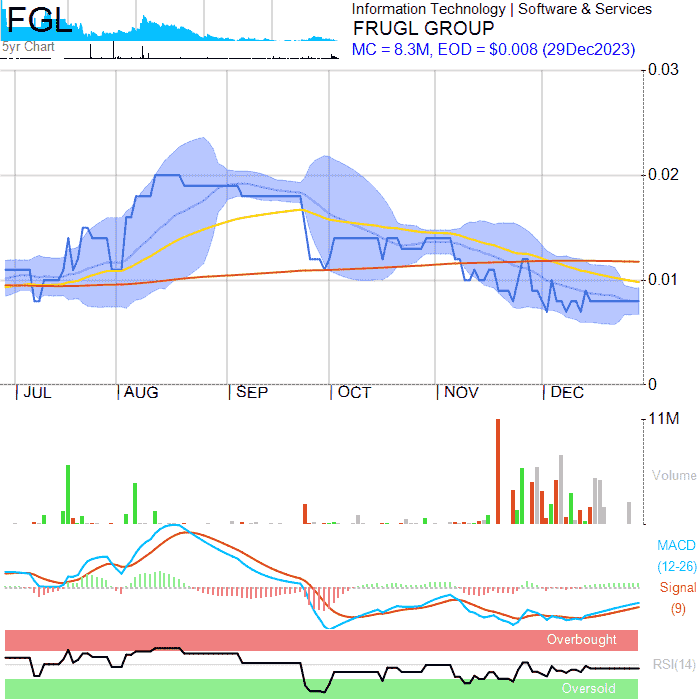 FGL
Information Technology | Software & Services
FRUGL GROUP
5yr Chart
MC = 8.3M, EOD = $0.008 (29Dec2023)
0.03
0.02
0.01
0
| JUL | AUG | SEP | OCT | NOV | DEC
11M
Volume
MACD
(12-26)
Signal
(9)
Overbought
RSI(14)
Oversold